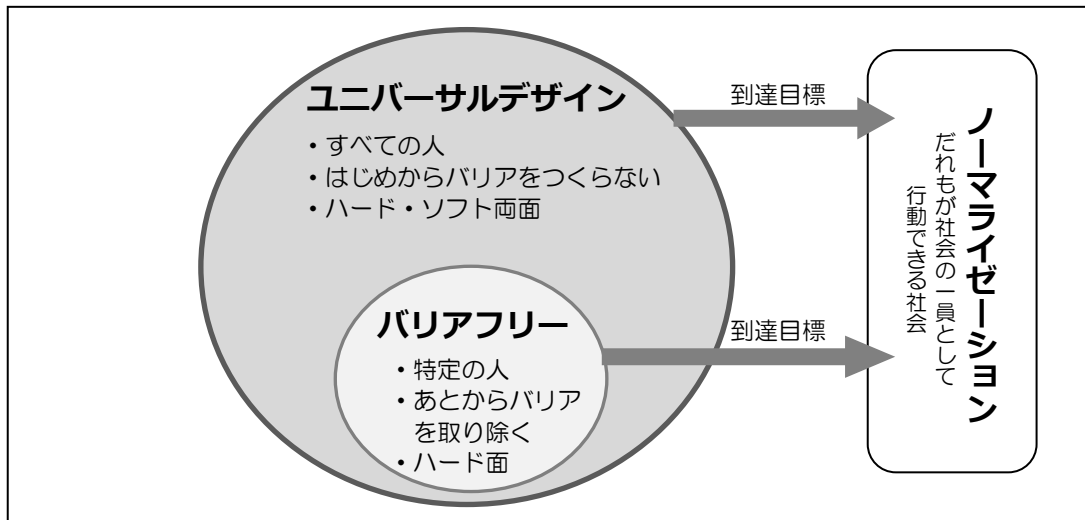 ユニバーサルデザイン
・すべての人
・はじめからバリアをつくらない
・ハード・ソフト両面
バリアフリー
・特定の人
・あとからバリア
を取り除く
・ハード面
到達目標
到達目標
ノーマライゼーション
だれもが社会の一員として
行動できる社会